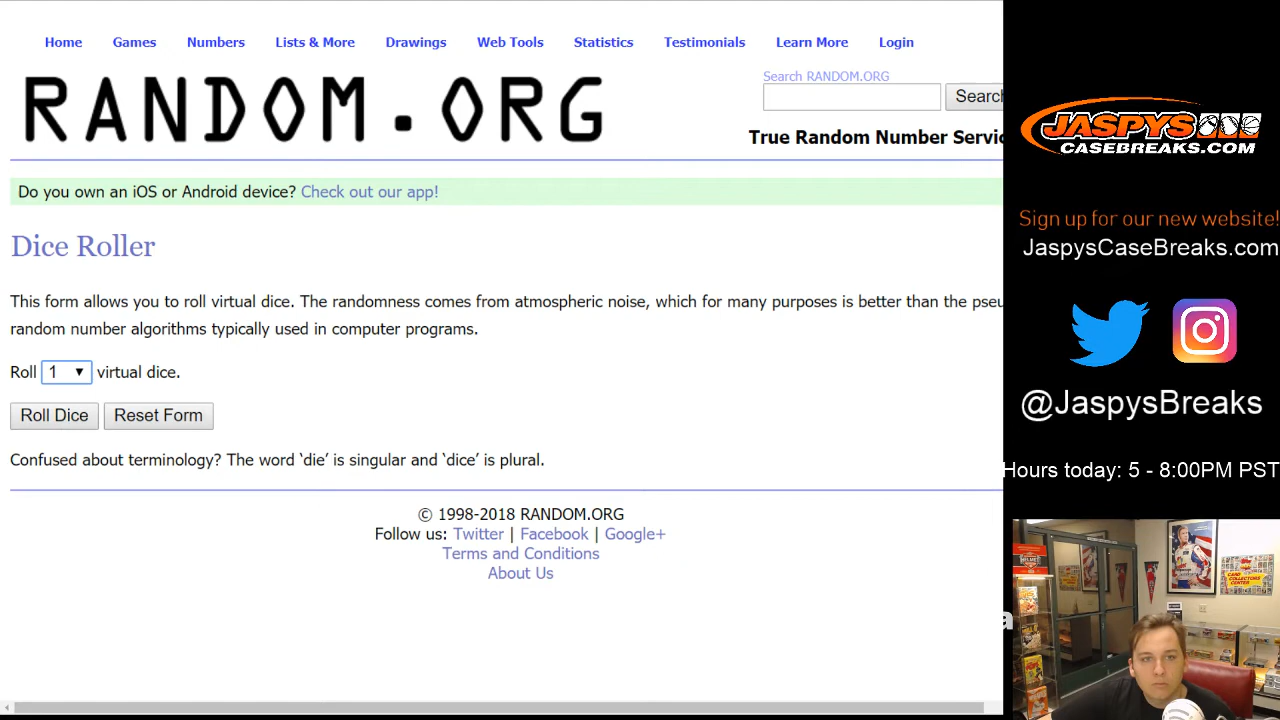 Home Games Numbers Lists & More Drawings Web Tools Statistics Testimonials Learn More Login
RANDOM.ORG
Search RANDOM.ORG
Search
True Random Number Servic
Do you own an iOS or Android device? Check out our app!
Dice Roller
This form allows you to roll virtual dice. The randomness comes from atmospheric noise, which for many purposes is better than the pseu
random number algorithms typically used in computer programs.
Roll 1 virtual dice.
Roll Dice Reset Form
Confused about terminology? The word ‘die’ is singular and ‘dice’ is plural.
© 1998-2018 RANDOM.ORG
Follow us: Twitter | Facebook | Google+
Terms and Conditions
About Us
JASPYS
CASEBREAKS.COM
Sign up for our new website!
JaspysCaseBreaks.com
@JaspysBreaks
Hours today: 5 - 8:00PM PST
a